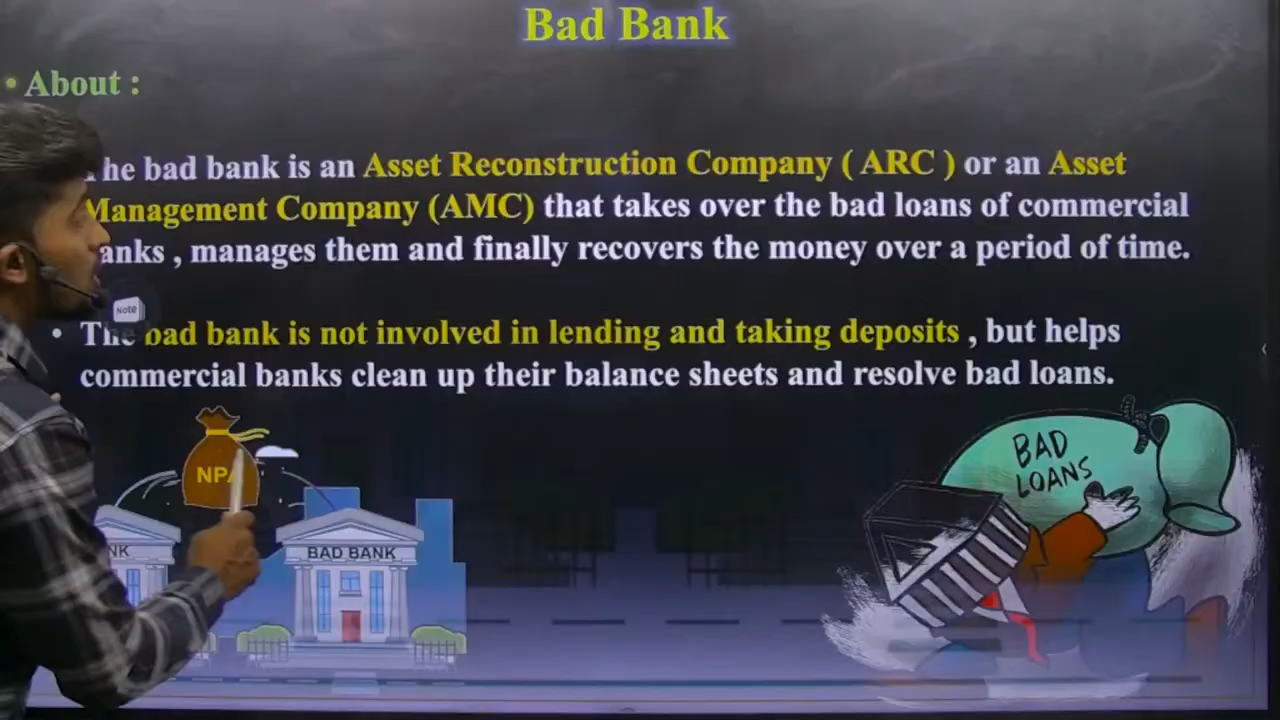 Bad Bank
• About :
he bad bank is an Asset Reconstruction Company ( ARC ) or an Asset
Management Company (AMC) that takes over the bad loans of commercial
anks , manages them and finally recovers the money over a period of time.
Note
• The bad bank is not involved in lending and taking deposits , but helps
commercial banks clean up their balance sheets and resolve bad loans.
NPA
NK
BAD BANK
BAD
LOANS